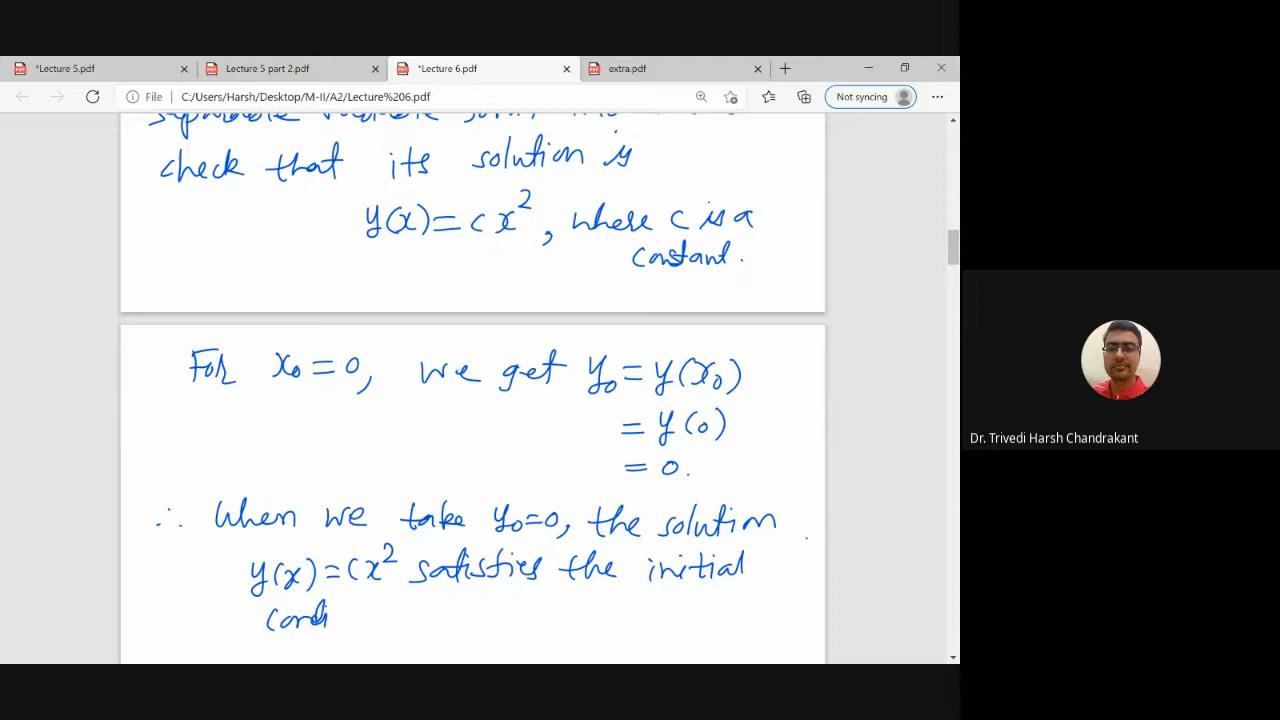 *Lecture 5.pdf
Lecture 5 part 2.pdf
*Lecture 6.pdf
extra.pdf
File
C:/Users/Harsh/Desktop/M-II/A2/Lecture%206.pdf
Not syncing
check that its solution is
y(x)=cx², where c is a
constant.
For x₀=0, we get y₀=y(x₀)
=y(0)
=0.
∴ When we take y₀=0, the solution
y(x)=cx² satisfies the initial
condi
Dr. Trivedi Harsh Chandrakant